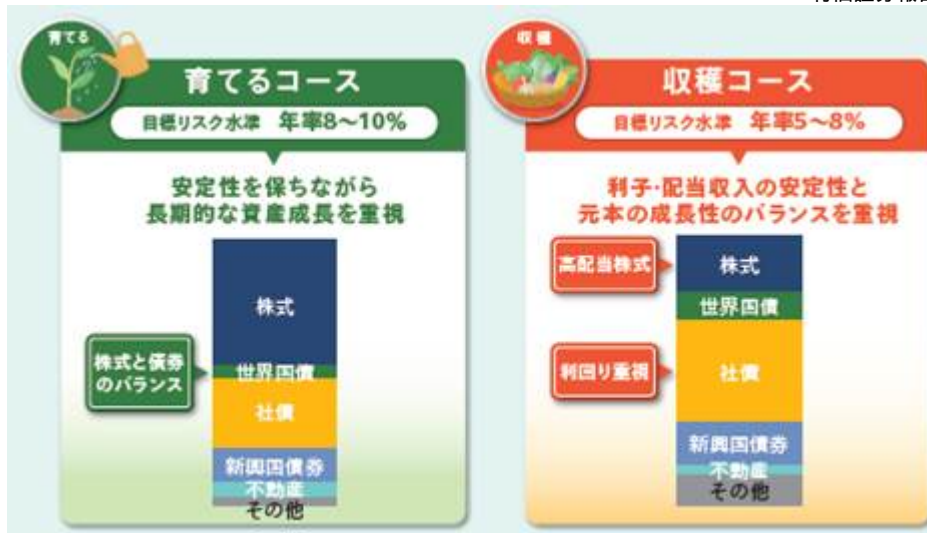 育てる
育てるコース
目標リスク水準 年率8～10%
安定性を保ちながら
長期的な資産成長を重視
株式と債券
のバランス
株式
世界国債
社債
新興国債券
不動産
その他
収穫
収穫コース
目標リスク水準 年率5～8%
利子・配当収入の安定性と
元本の成長性のバランスを重視
高配当株式
利回り重視
株式
世界国債
社債
新興国債券
不動産
その他